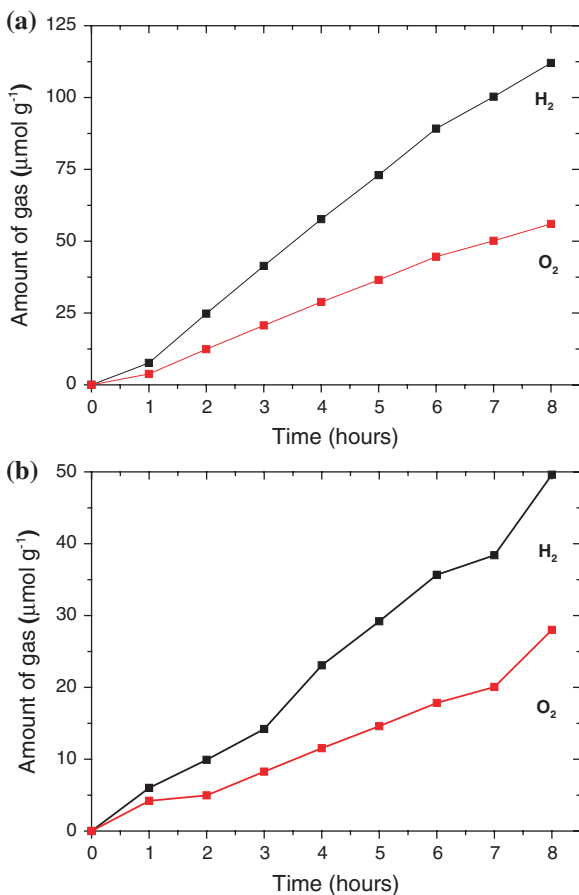 (a)
125
100
75
50
25
0
Amount of gas (μmol g⁻¹)
H₂
O₂
0 1 2 3 4 5 6 7 8
Time (hours)
(b)
50
40
30
20
10
0
Amount of gas (μmol g⁻¹)
H₂
O₂
0 1 2 3 4 5 6 7 8
Time (hours)